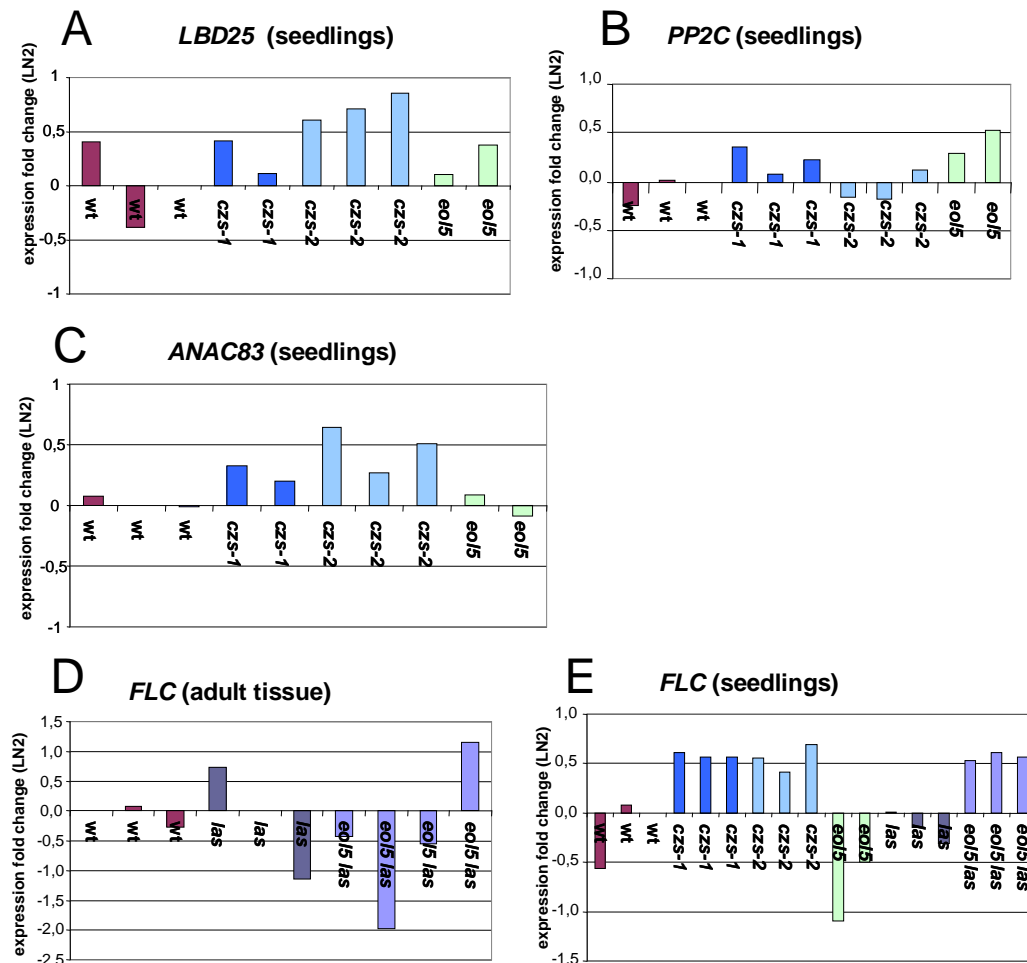 A
LBD25 (seedlings)
expression fold change (LN2)
1
0,5
0
-0,5
-1
wt
wt
wt
czs-1
czs-1
czs-2
czs-2
czs-2
eol5
eol5
B
PP2C (seedlings)
expression fold change (LN2)
1,0
0,5
0,0
-0,5
-1,0
wt
wt
wt
czs-1
czs-1
czs-1
czs-2
czs-2
czs-2
eol5
eol5
C
ANAC83 (seedlings)
expression fold change (LN2)
1
0,5
0
-0,5
-1
wt
wt
wt
czs-1
czs-1
czs-2
czs-2
czs-2
eol5
eol5
D
FLC (adult tissue)
expression fold change (LN2)
1,5
1,0
0,5
0,0
-0,5
-1,0
-1,5
-2,0
-2,5
wt
wt
wt
las
las
las
eol5 las
eol5 las
eol5 las
eol5 las
E
FLC (seedlings)
expression fold change (LN2)
1,0
0,5
0,0
-0,5
-1,0
-1,5
wt
wt
wt
czs-1
czs-1
czs-1
czs-2
czs-2
czs-2
eol5
eol5
las
las
las
eol5 las
eol5 las
eol5 las